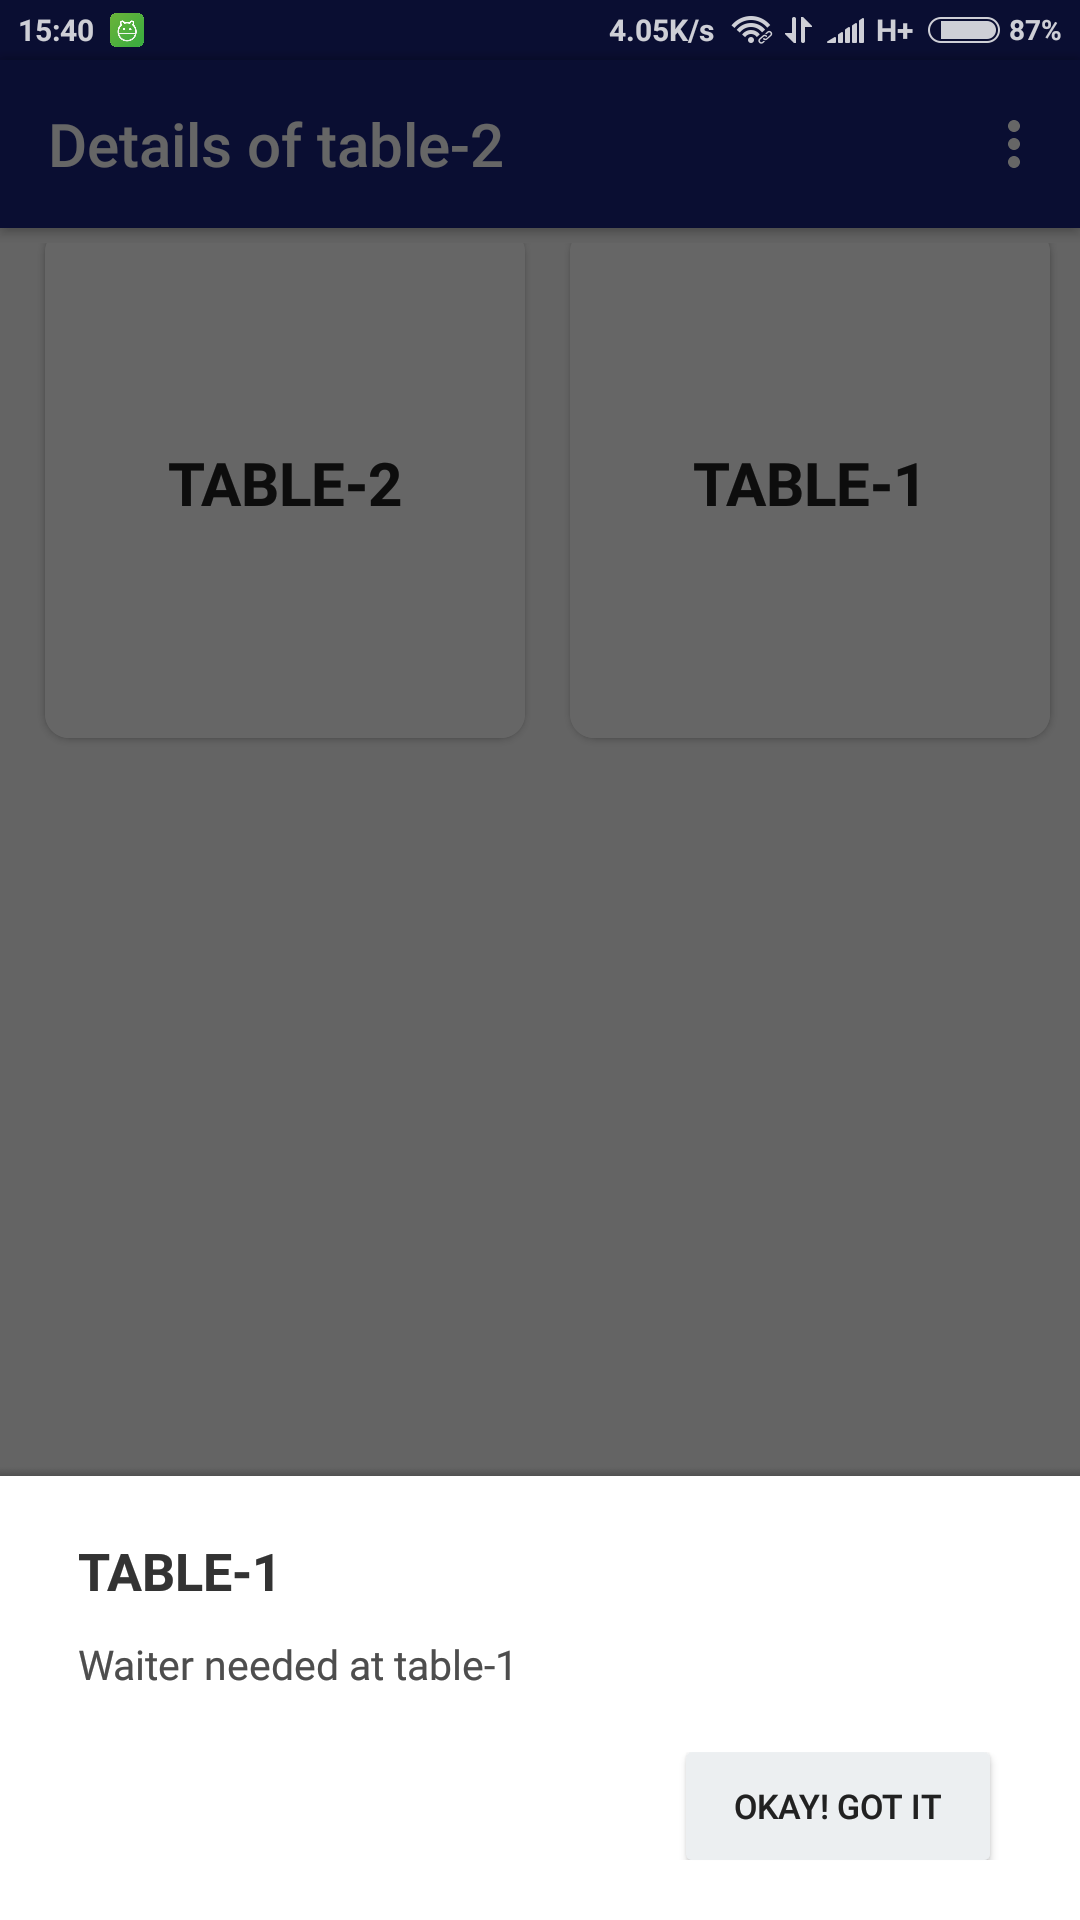 15:40 4.05K/s H+ 87%
Details of table-2
TABLE-2 TABLE-1
TABLE-1
Waiter needed at table-1
OKAY! GOT IT